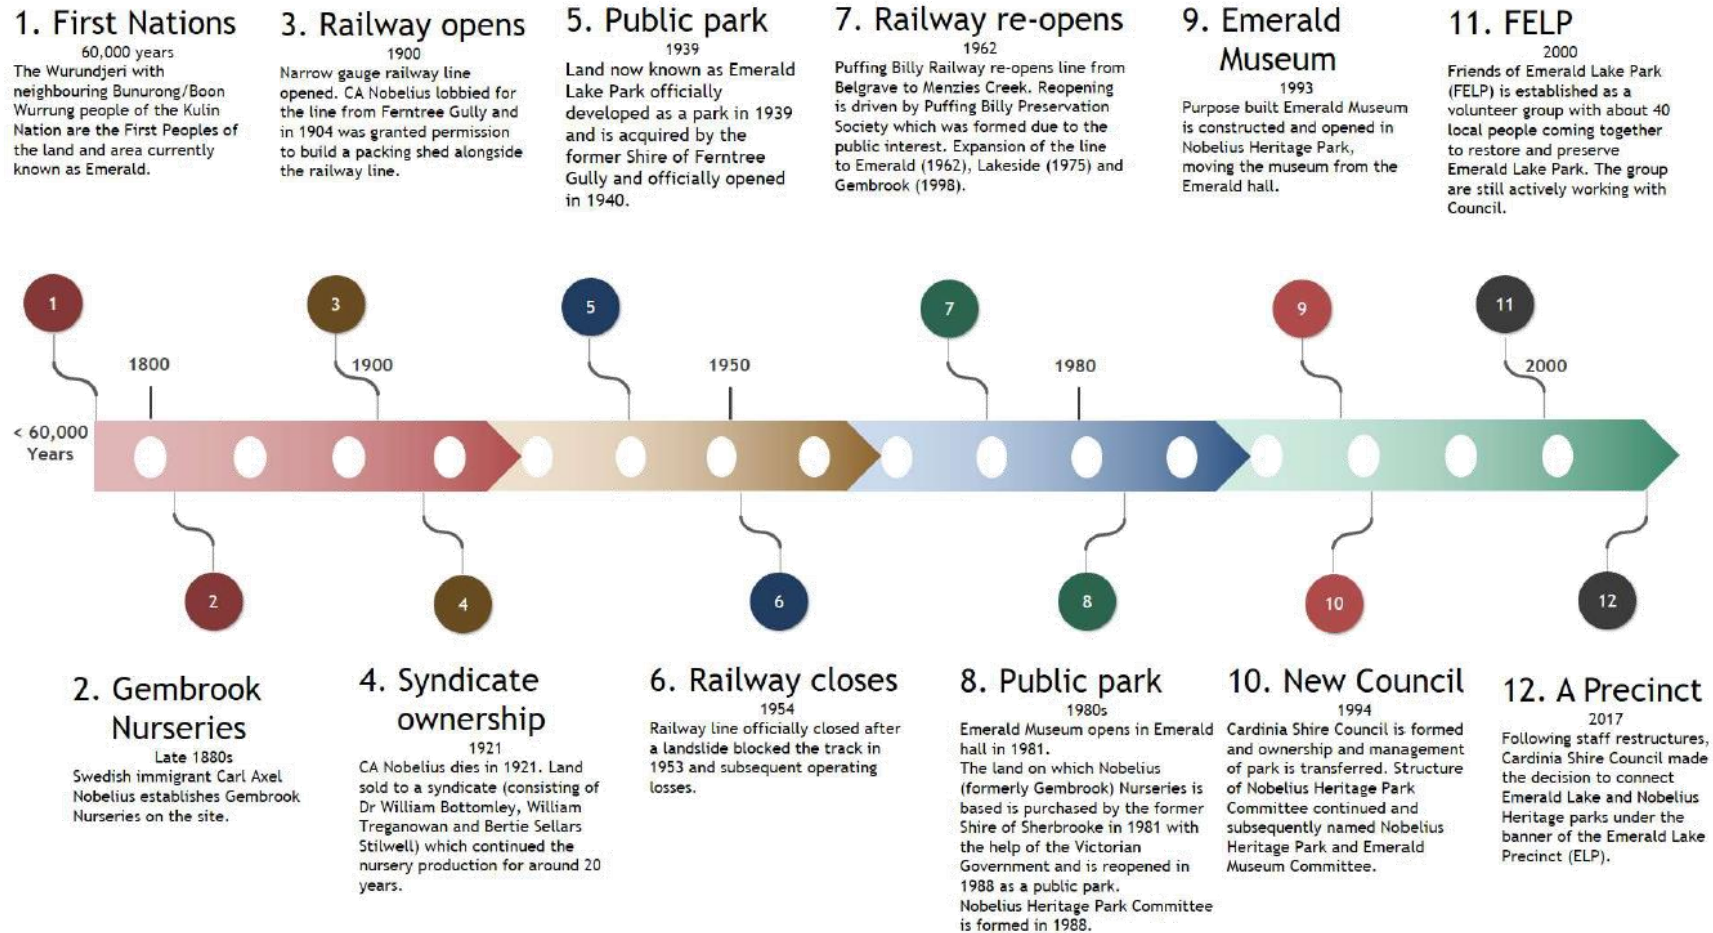 1. First Nations
60,000 years
The Wurundjeri with
neighbouring Bunurong/Boon
Wurrung people of the Kulin
Nation are the First Peoples of
the land and area currently
known as Emerald.
3. Railway opens
1900
Narrow gauge railway line
opened. CA Nobelius lobbied for
the line from Ferntree Gully and
in 1904 was granted permission
to build a packing shed alongside
the railway line.
5. Public park
1939
Land now known as Emerald
Lake Park officially
developed as a park in 1939
and is acquired by the
former Shire of Ferntree
Gully and officially opened
in 1940.
7. Railway re-opens
1962
Puffing Billy Railway re-opens line from
Belgrave to Menzies Creek. Reopening
is driven by Puffing Billy Preservation
Society which was formed due to the
public interest. Expansion of the line
to Emerald (1962), Lakeside (1975) and
Gembrook (1998).
9. Emerald
Museum
1993
Purpose built Emerald Museum
is constructed and opened in
Nobelius Heritage Park,
moving the museum from the
Emerald hall.
11. FELP
2000
Friends of Emerald Lake Park
(FELP) is established as a
volunteer group with about 40
local people coming together
to restore and preserve
Emerald Lake Park. The group
are still actively working with
Council.
1
3
5
7
9
11
1800
1900
1950
1980
2000
< 60,000
Years
2
4
6
8
10
12
2. Gembrook
Nurseries
Late 1880s
Swedish immigrant Carl Axel
Nobelius establishes Gembrook
Nurseries on the site.
4. Syndicate
ownership
1921
CA Nobelius dies in 1921. Land
sold to a syndicate (consisting of
Dr William Bottomley, William
Treganowan and Bertie Sellars
Stilwell) which continued the
nursery production for around 20
years.
6. Railway closes
1954
Railway line officially closed after
a landslide blocked the track in
1953 and subsequent operating
losses.
8. Public park
1980s
Emerald Museum opens in Emerald
hall in 1981.
The land on which Nobelius
(formerly Gembrook) Nurseries is
based is purchased by the former
Shire of Sherbrooke in 1981 with
the help of the Victorian
Government and is reopened in
1988 as a public park.
Nobelius Heritage Park Committee
is formed in 1988.
10. New Council
1994
Cardinia Shire Council is formed
and ownership and management
of park is transferred. Structure
of Nobelius Heritage Park
Committee continued and
subsequently named Nobelius
Heritage Park and Emerald
Museum Committee.
12. A Precinct
2017
Following staff restructures,
Cardinia Shire Council made
the decision to connect
Emerald Lake and Nobelius
Heritage parks under the
banner of the Emerald Lake
Precinct (ELP).